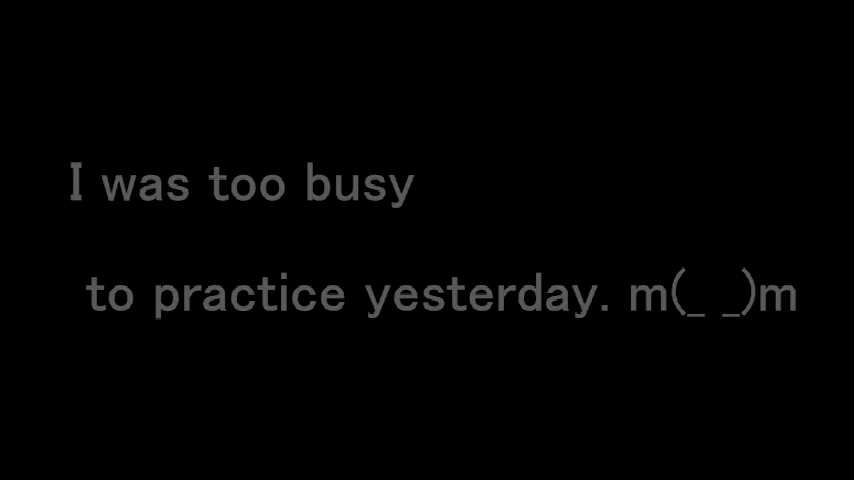 I was too busy
to practice yesterday. m(_ _)m